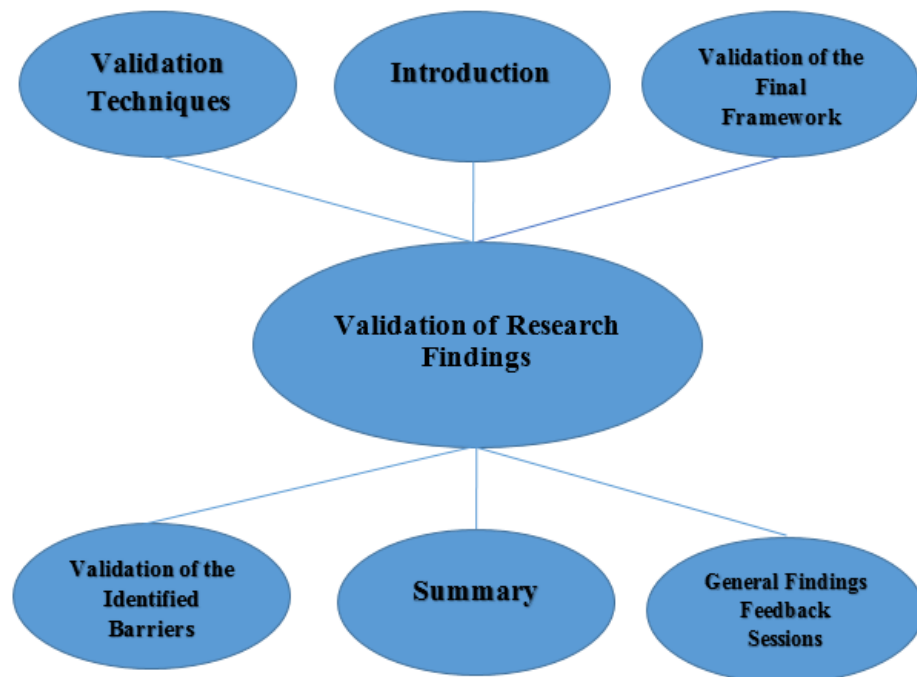 Validation
Techniques
Introduction
Validation of the
Final
Framework
Validation of Research
Findings
Validation of the
Identified
Barriers
Summary
General Findings
Feedback
Sessions